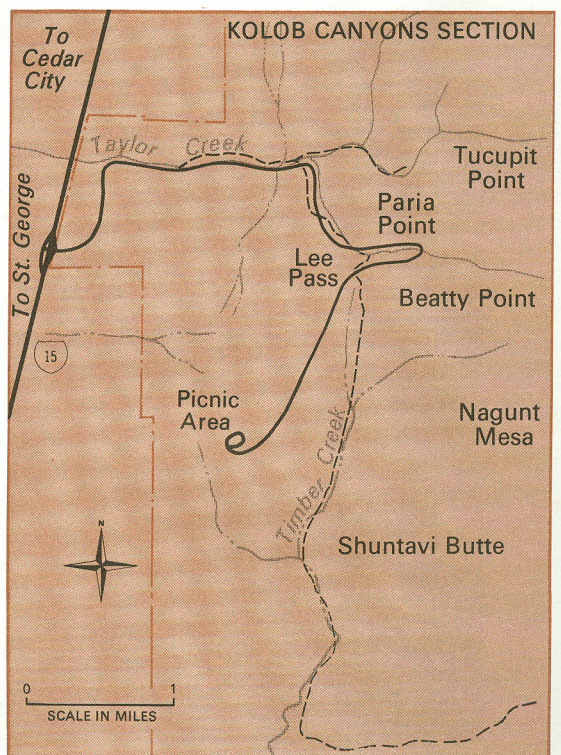 KOLOB CANYONS SECTION
To
Cedar
City
Taylor Creek
Tucupit
Point
Paria
Point
To St. George
Lee
Pass
Beatty Point
15
Picnic
Area
Nagunt
Mesa
Timber Creek
Shuntavi Butte
N
0 1
SCALE IN MILES